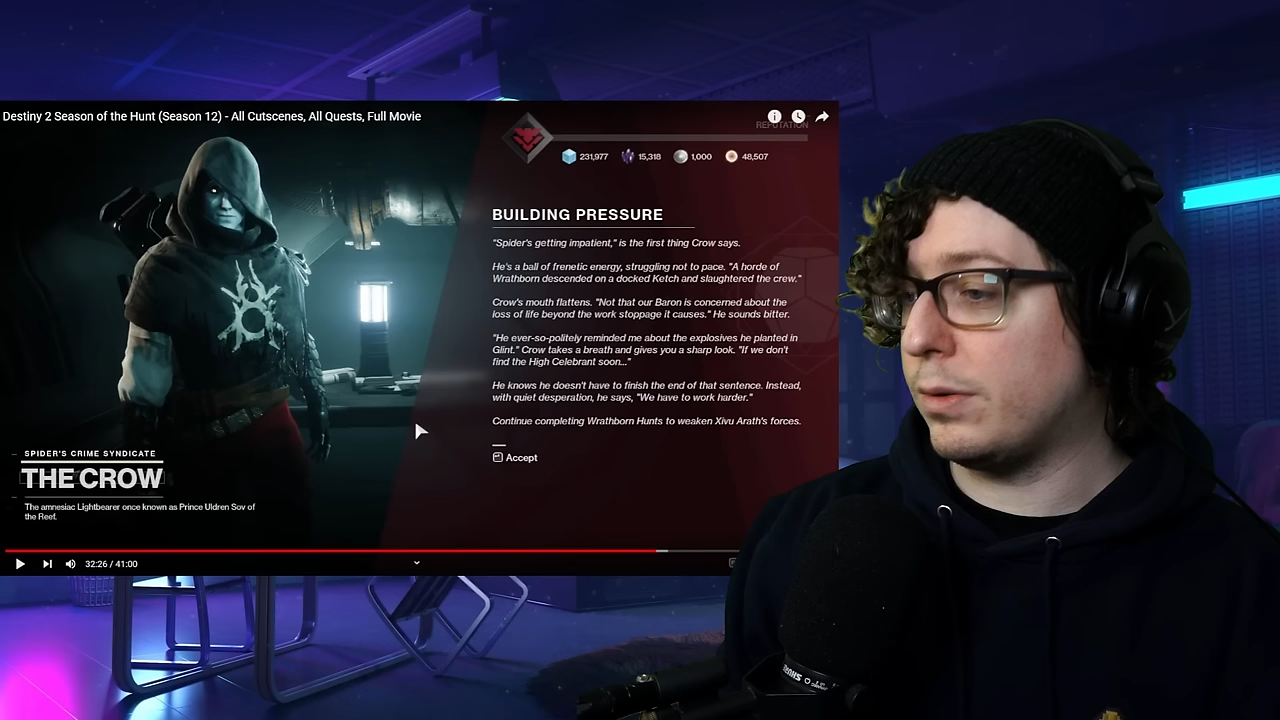 Destiny 2 Season of the Hunt (Season 12) - All Cutscenes, All Quests, Full Movie
REPUTATION
231,977 15,318 1,000 48,507
BUILDING PRESSURE
"Spider's getting impatient," is the first thing Crow says.
He's a ball of frenetic energy, struggling not to pace. "A horde of
Wrathborn descended on a docked Ketch and slaughtered the crew."
Crow's mouth flattens. "Not that our Baron is concerned about the
loss of life beyond the work stoppage it causes." He sounds bitter.
"He ever-so-politely reminded me about the explosives he planted in
Glint." Crow takes a breath and gives you a sharp look. "If we don't
find the High Celebrant soon..."
He knows he doesn't have to finish the end of that sentence. Instead,
with quiet desperation, he says, "We have to work harder."
Continue completing Wrathborn Hunts to weaken Xivu Arath's forces.
Accept
SPIDER'S CRIME SYNDICATE
THE CROW
The amnesiac Lightbearer once known as Prince Uldren Sov of
the Reef.
32:26 / 41:00
SHURE